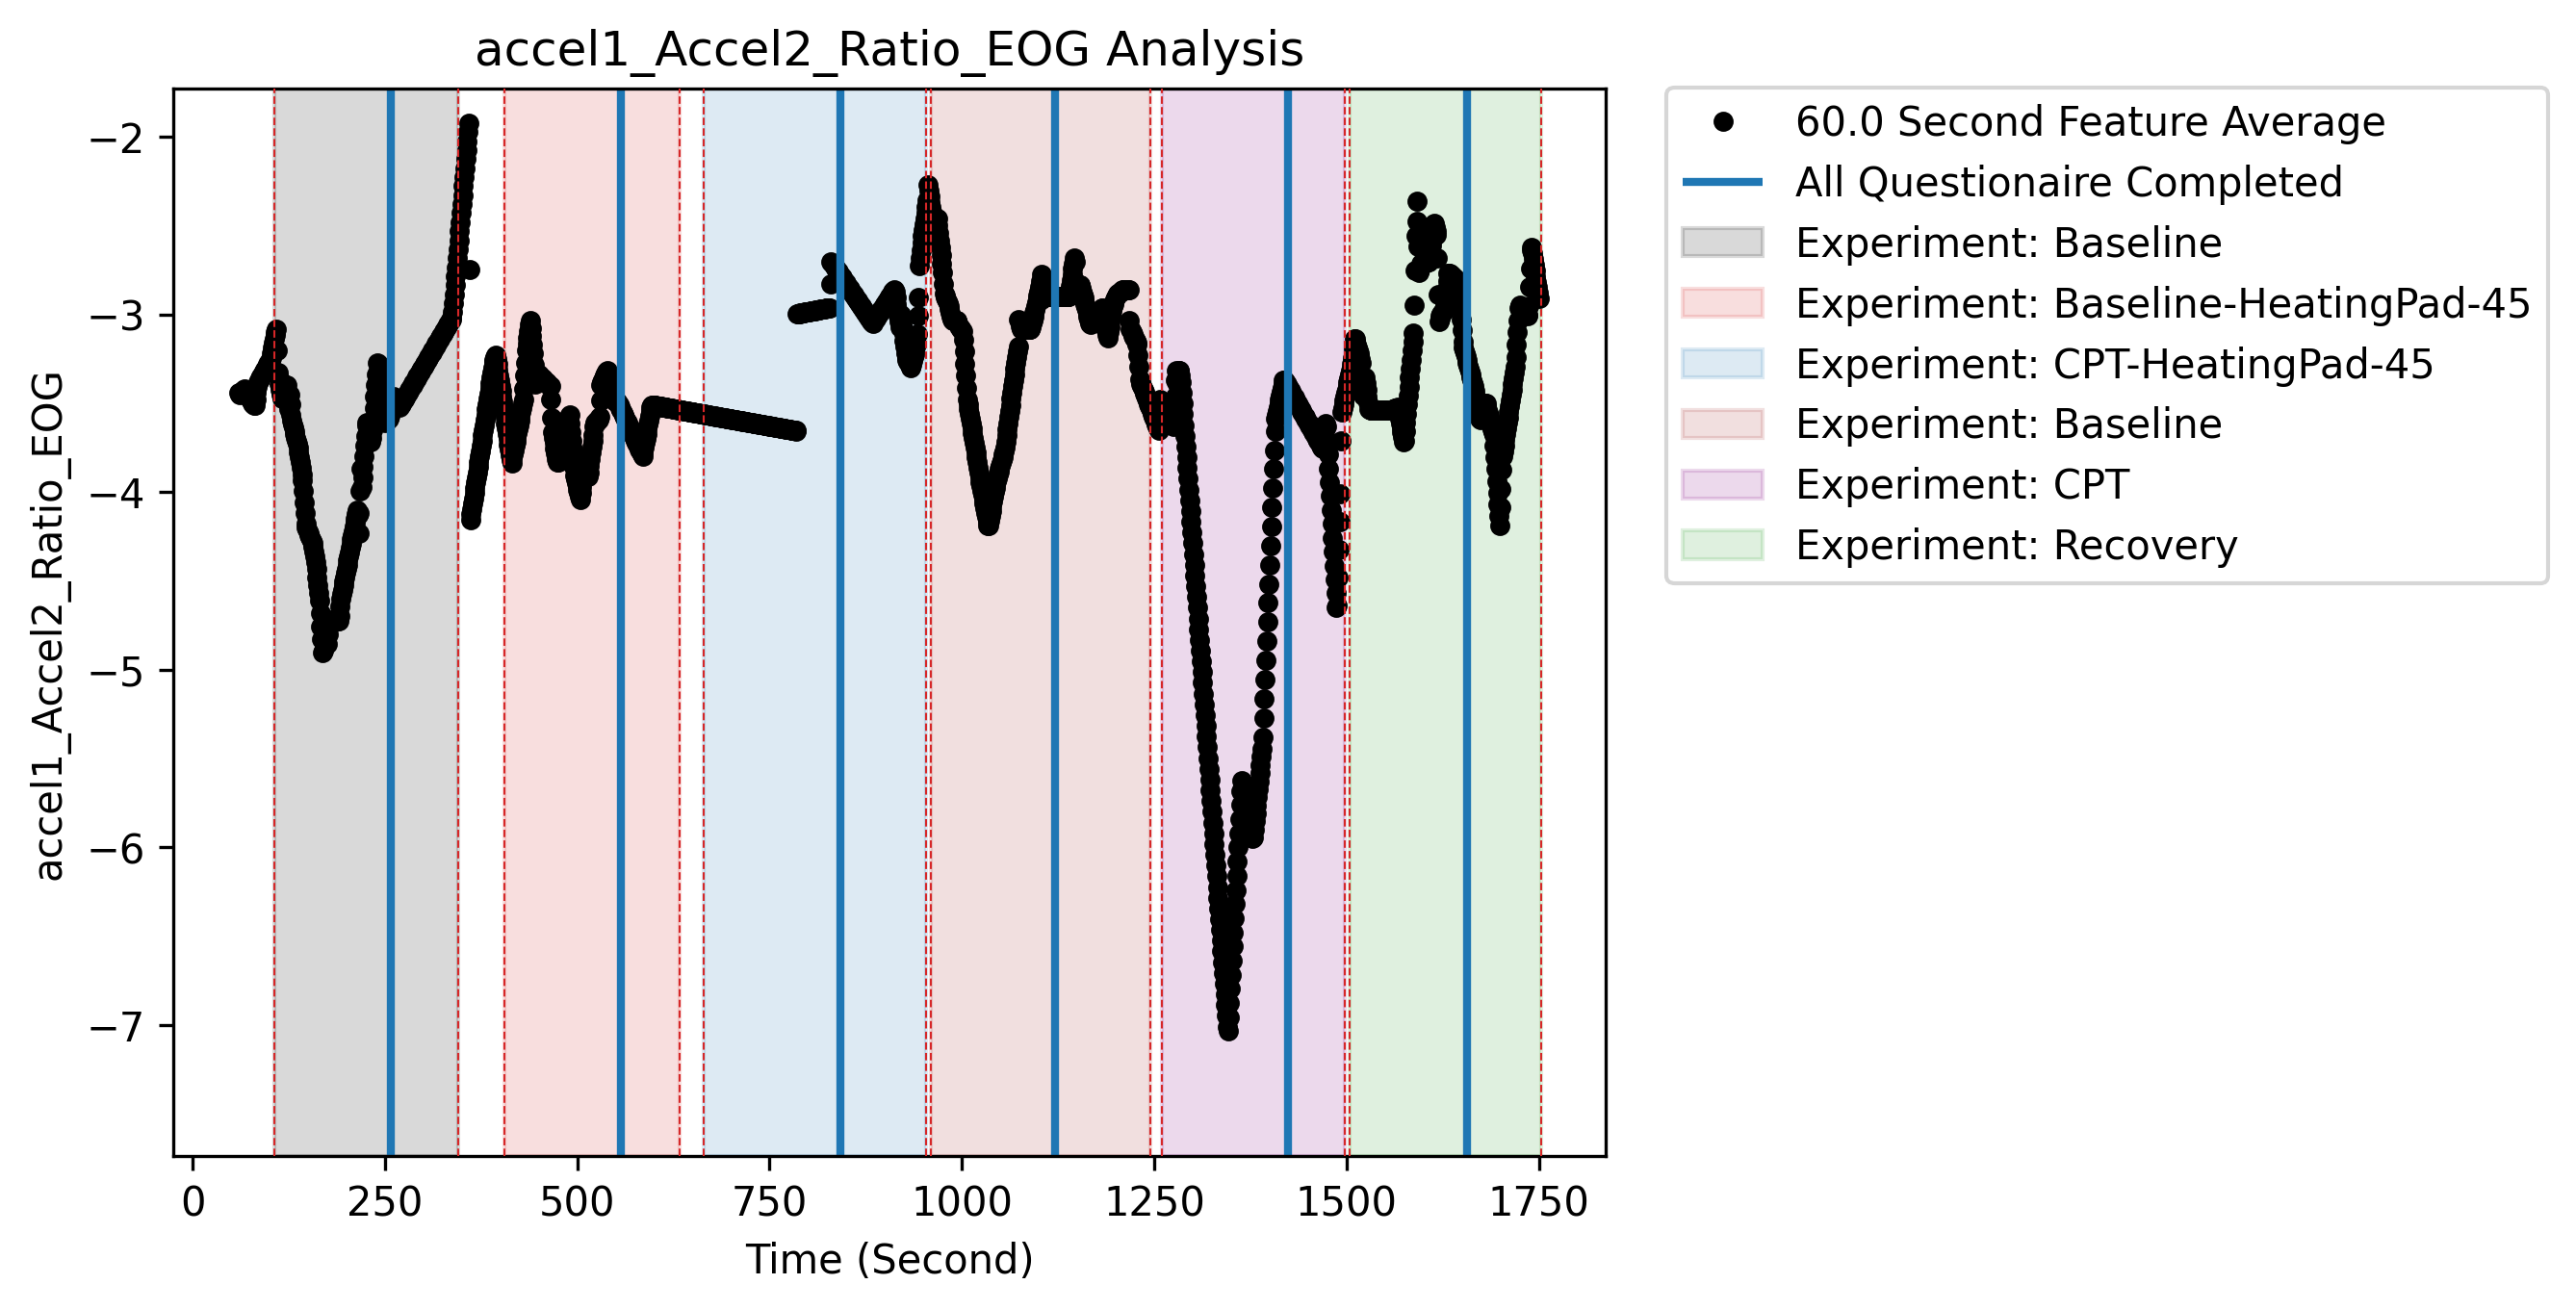 accel1_Accel2_Ratio_EOG Analysis
accel1_Accel2_Ratio_EOG
−2
−3
−4
−5
−6
−7
0 250 500 750 1000 1250 1500 1750
Time (Second)
60.0 Second Feature Average
All Questionaire Completed
Experiment: Baseline
Experiment: Baseline-HeatingPad-45
Experiment: CPT-HeatingPad-45
Experiment: Baseline
Experiment: CPT
Experiment: Recovery